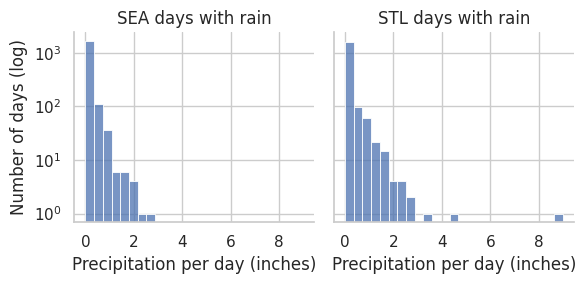 SEA days with rain
STL days with rain
Number of days (log)
10³
10²
10¹
10⁰
0 2 4 6 8
0 2 4 6 8
Precipitation per day (inches)
Precipitation per day (inches)